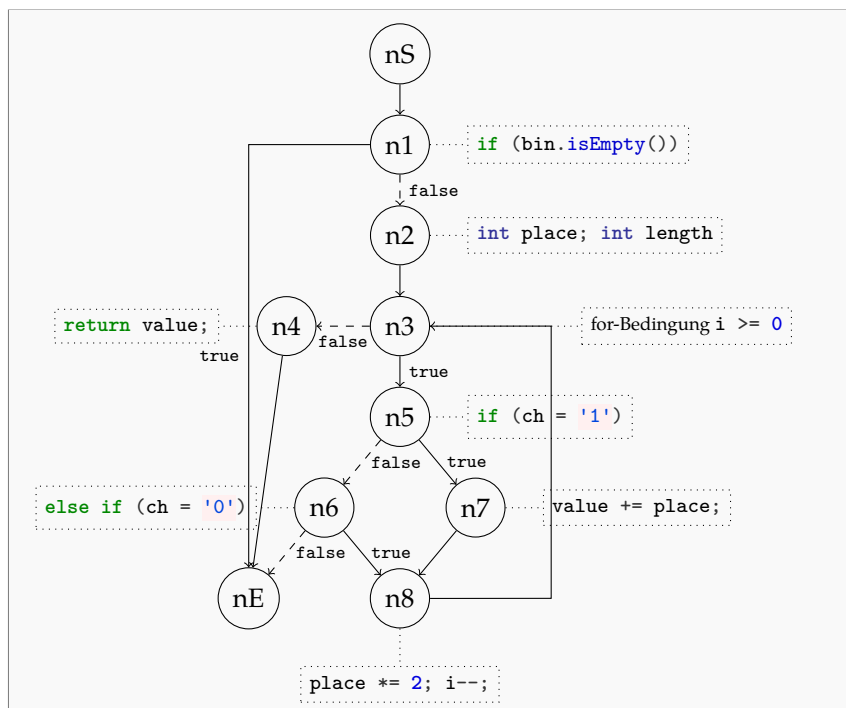 nS
n1
if (bin.isEmpty())
false
n2
int place; int length
return value;
n4
false
n3
for-Bedingung i >= 0
true
true
n5
if (ch = '1')
false
true
else if (ch = '0')
n6
n7
value += place;
false
true
nE
n8
place *= 2; i--;